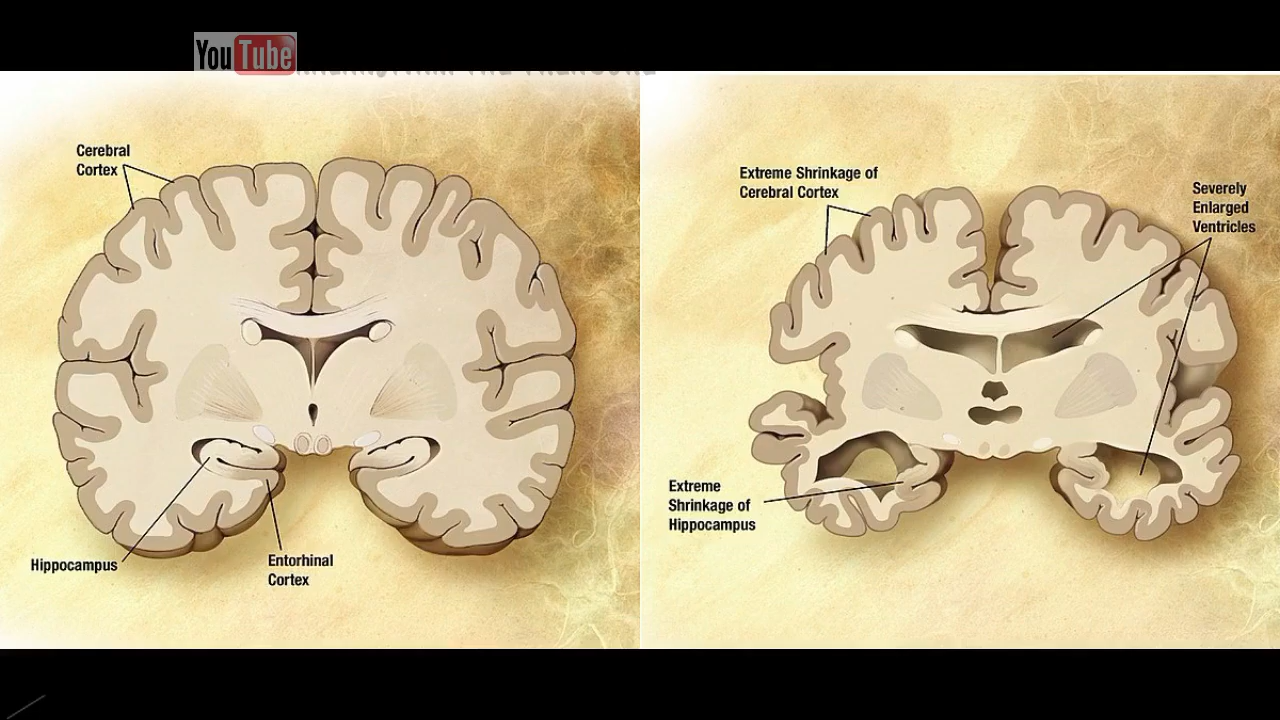 YouTube
Cerebral
Cortex
Hippocampus
Entorhinal
Cortex
Extreme Shrinkage of
Cerebral Cortex
Severely
Enlarged
Ventricles
Extreme
Shrinkage of
Hippocampus